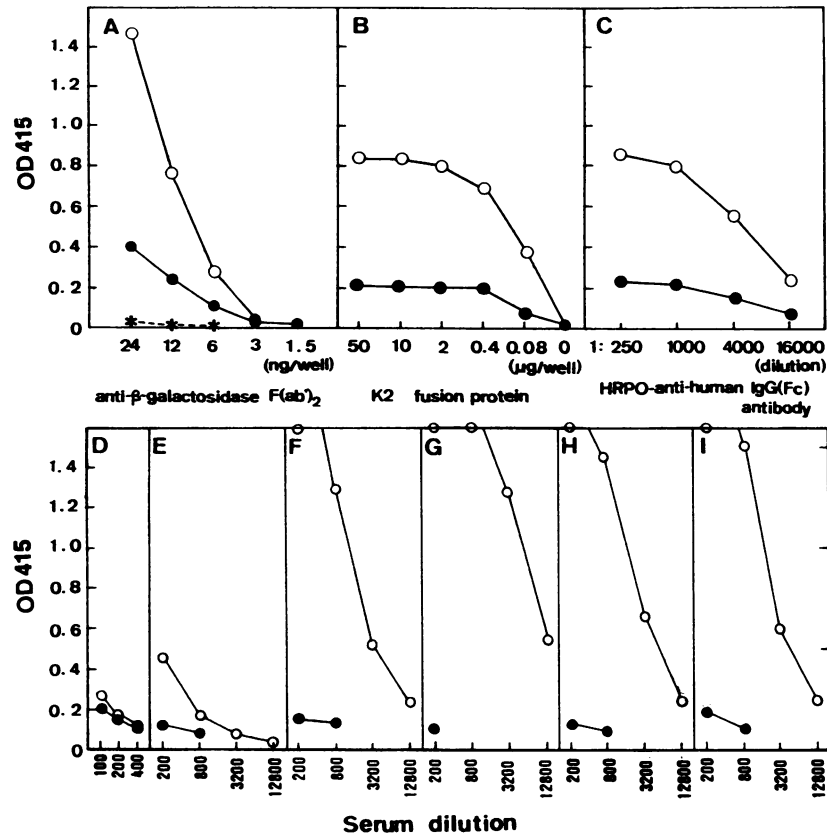 A B C
OD415
1.4
1.2
1.0
0.8
0.6
0.4
0.2
0
24 12 6 3 1.5
(ng/well)
anti-β-galactosidase F(ab')₂
50 10 2 0.4 0.08 0
(μg/well)
K2 fusion protein
1: 250 1000 4000 16000
(dilution)
HRPO-anti-human IgG(Fc)
antibody
D E F G H I
OD415
1.4
1.2
1.0
0.8
0.6
0.4
0.2
0
100 200 400 200 800 3200 12800 200 800 3200 12800 200 800 3200 12800 200 800 3200 12800 200 800 3200 12800
Serum dilution